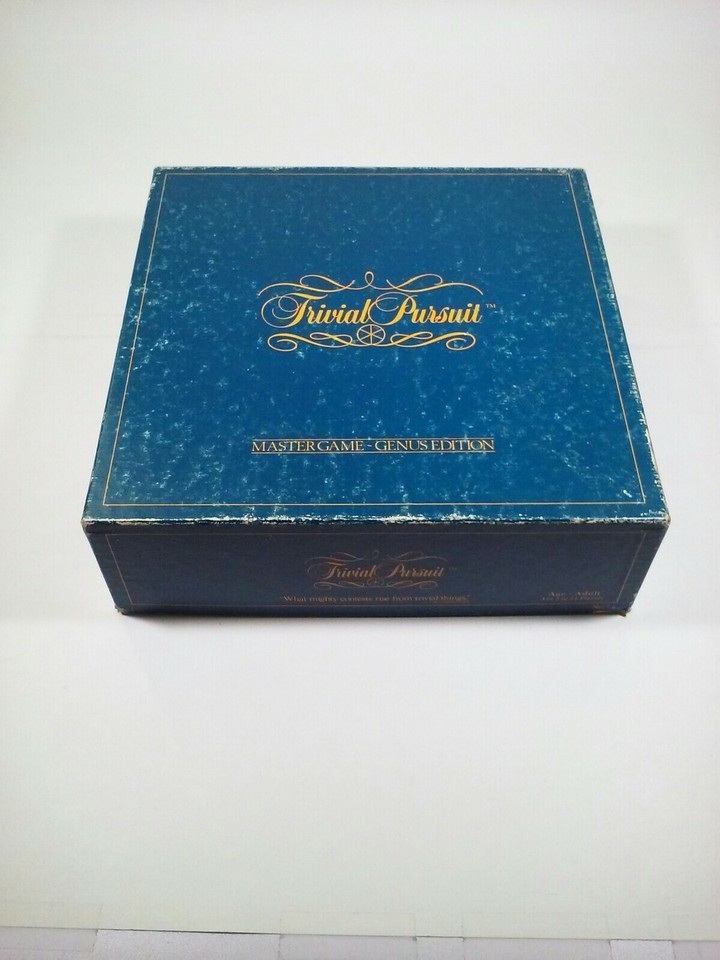 Trivial Pursuit™
MASTER GAME - GENUS EDITION
Trivial Pursuit
"What mighty contests rise from trivial things."
Age: Adult